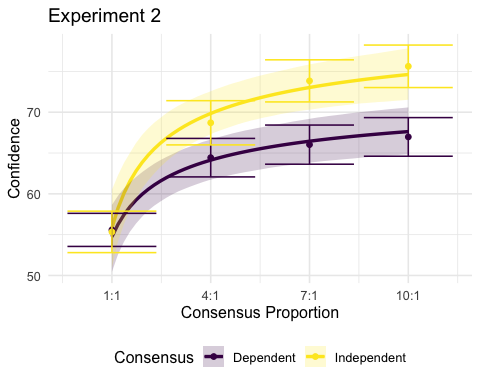 Experiment 2
Confidence
70
60
50
1:1 4:1 7:1 10:1
Consensus Proportion
Consensus Dependent Independent